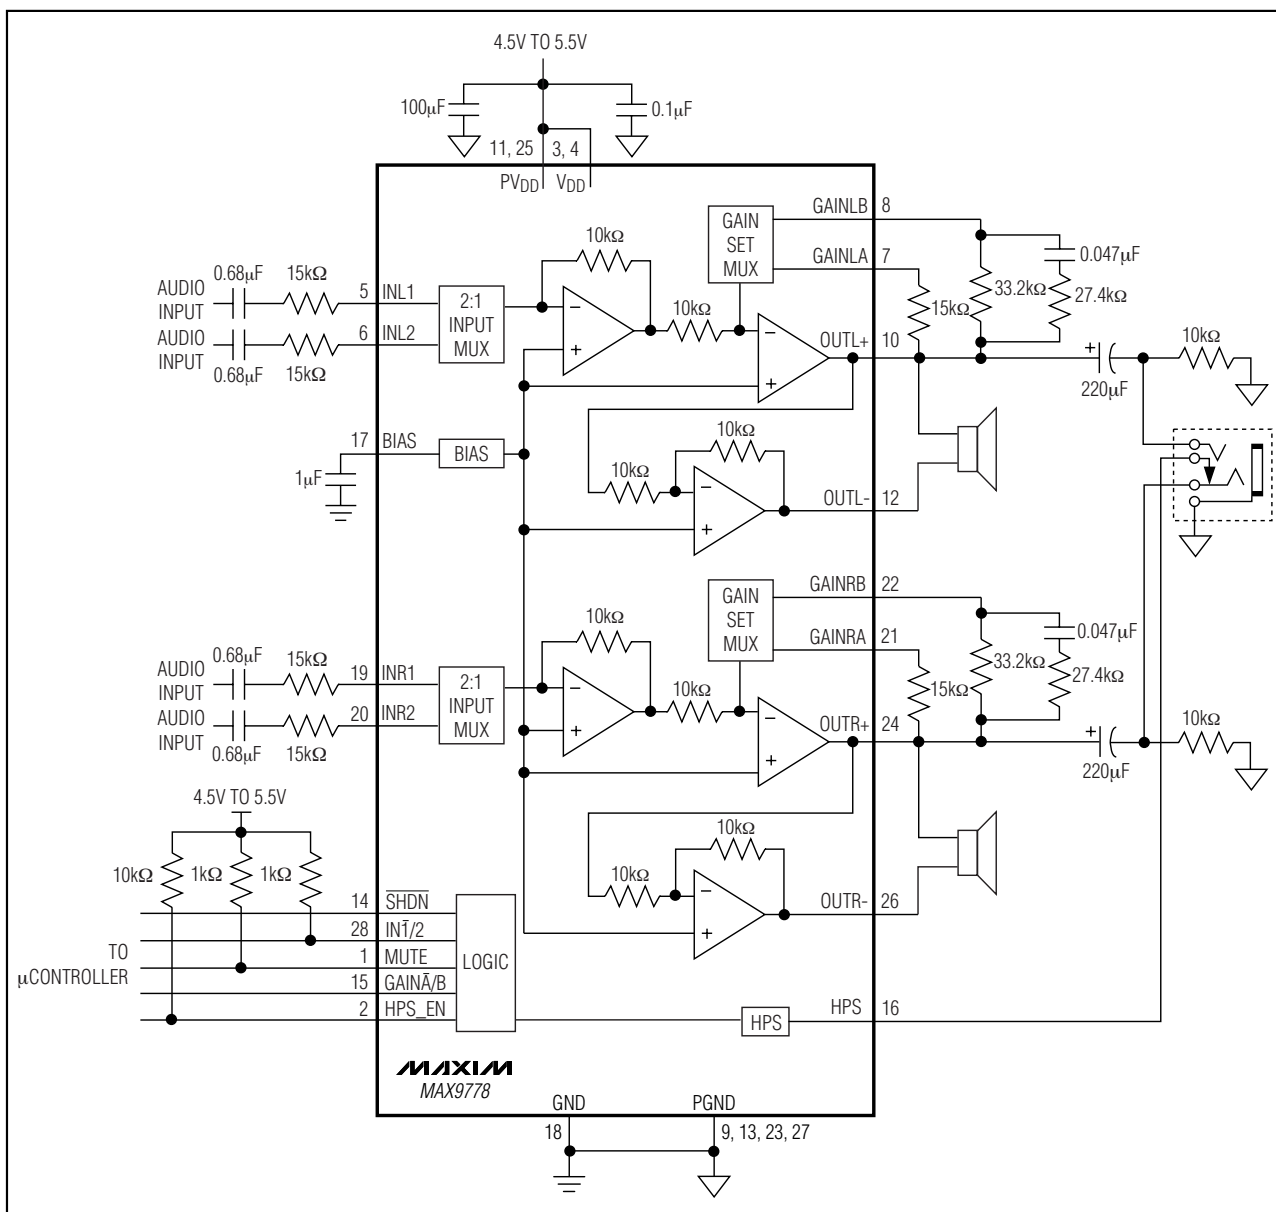 4.5V TO 5.5V
100µF
0.1µF
11, 25
3, 4
PVDD
VDD
GAINLB
8
GAIN
SET
MUX
GAINLA
7
10kΩ
0.047µF
33.2kΩ
27.4kΩ
15kΩ
AUDIO
INPUT
0.68µF
15kΩ
5
INL1
2:1
INPUT
MUX
10kΩ
AUDIO
INPUT
0.68µF
15kΩ
6
INL2
−
+
−
+
OUTL+
10
+
220µF
10kΩ
17
BIAS
BIAS
1µF
10kΩ
10kΩ
−
+
OUTL-
12
GAINRB
22
GAIN
SET
MUX
GAINRA
21
10kΩ
0.047µF
33.2kΩ
27.4kΩ
15kΩ
AUDIO
INPUT
0.68µF
15kΩ
19
INR1
2:1
INPUT
MUX
10kΩ
AUDIO
INPUT
0.68µF
15kΩ
20
INR2
−
+
−
+
OUTR+
24
+
220µF
10kΩ
4.5V TO 5.5V
10kΩ
1kΩ
1kΩ
10kΩ
10kΩ
−
+
OUTR-
26
TO
µCONTROLLER
14
S̅H̅D̅N̅
28
IN1̅/2
1
MUTE
15
GAINA̅/B
2
HPS_EN
LOGIC
HPS
HPS
16
MAXIM
MAX9778
GND
18
PGND
9, 13, 23, 27